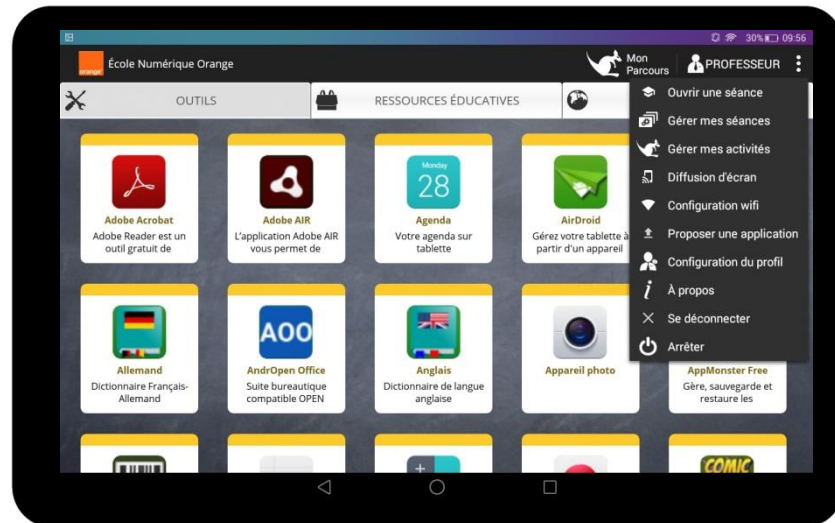 30% 09:56
orange
École Numérique Orange
Mon
Parcours
PROFESSEUR
OUTILS
RESSOURCES ÉDUCATIVES
Ouvrir une séance
Gérer mes séances
Gérer mes activités
Diffusion d'écran
Configuration wifi
Proposer une application
Configuration du profil
À propos
Se déconnecter
Arrêter
Adobe Acrobat
Adobe Reader est un
outil gratuit de
Adobe AIR
L'application Adobe AIR
vous permet de
Monday
28
Agenda
Votre agenda sur
tablette
AirDroid
Gérez votre tablette à
partir d'un appareil
Allemand
Dictionnaire Français-
Allemand
AOO
AndrOpen Office
Suite bureautique
compatible OPEN
Anglais
Dictionnaire de langue
anglaise
Appareil photo
AppMonster Free
Gère, sauvegarde et
restaure les
COMIC